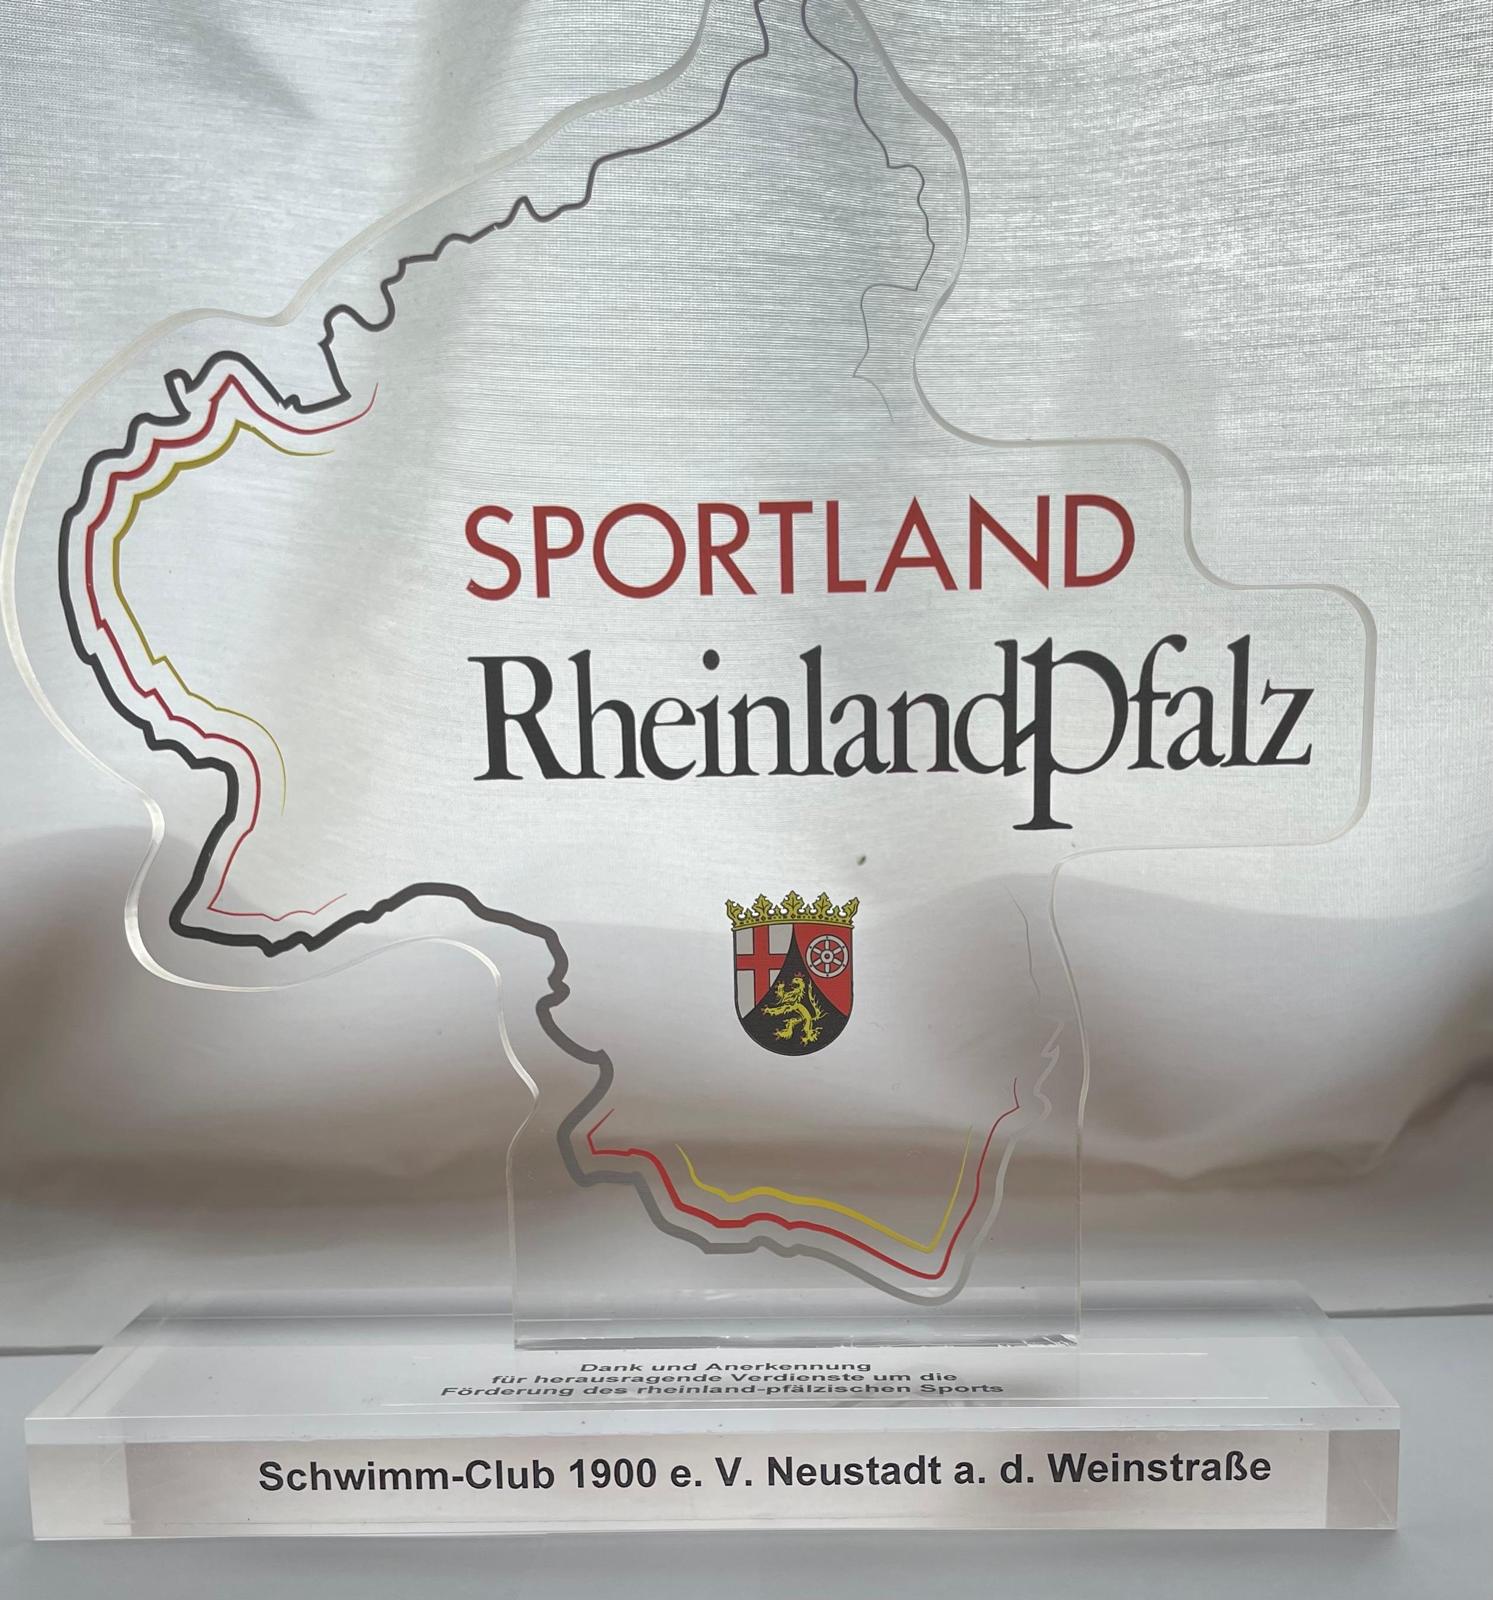 SPORTLAND
RheinlandPfalz
Dank und Anerkennung
für herausragende Verdienste um die
Förderung des rheinland-pfälzischen Sports
Schwimm-Club 1900 e. V. Neustadt a. d. Weinstraße